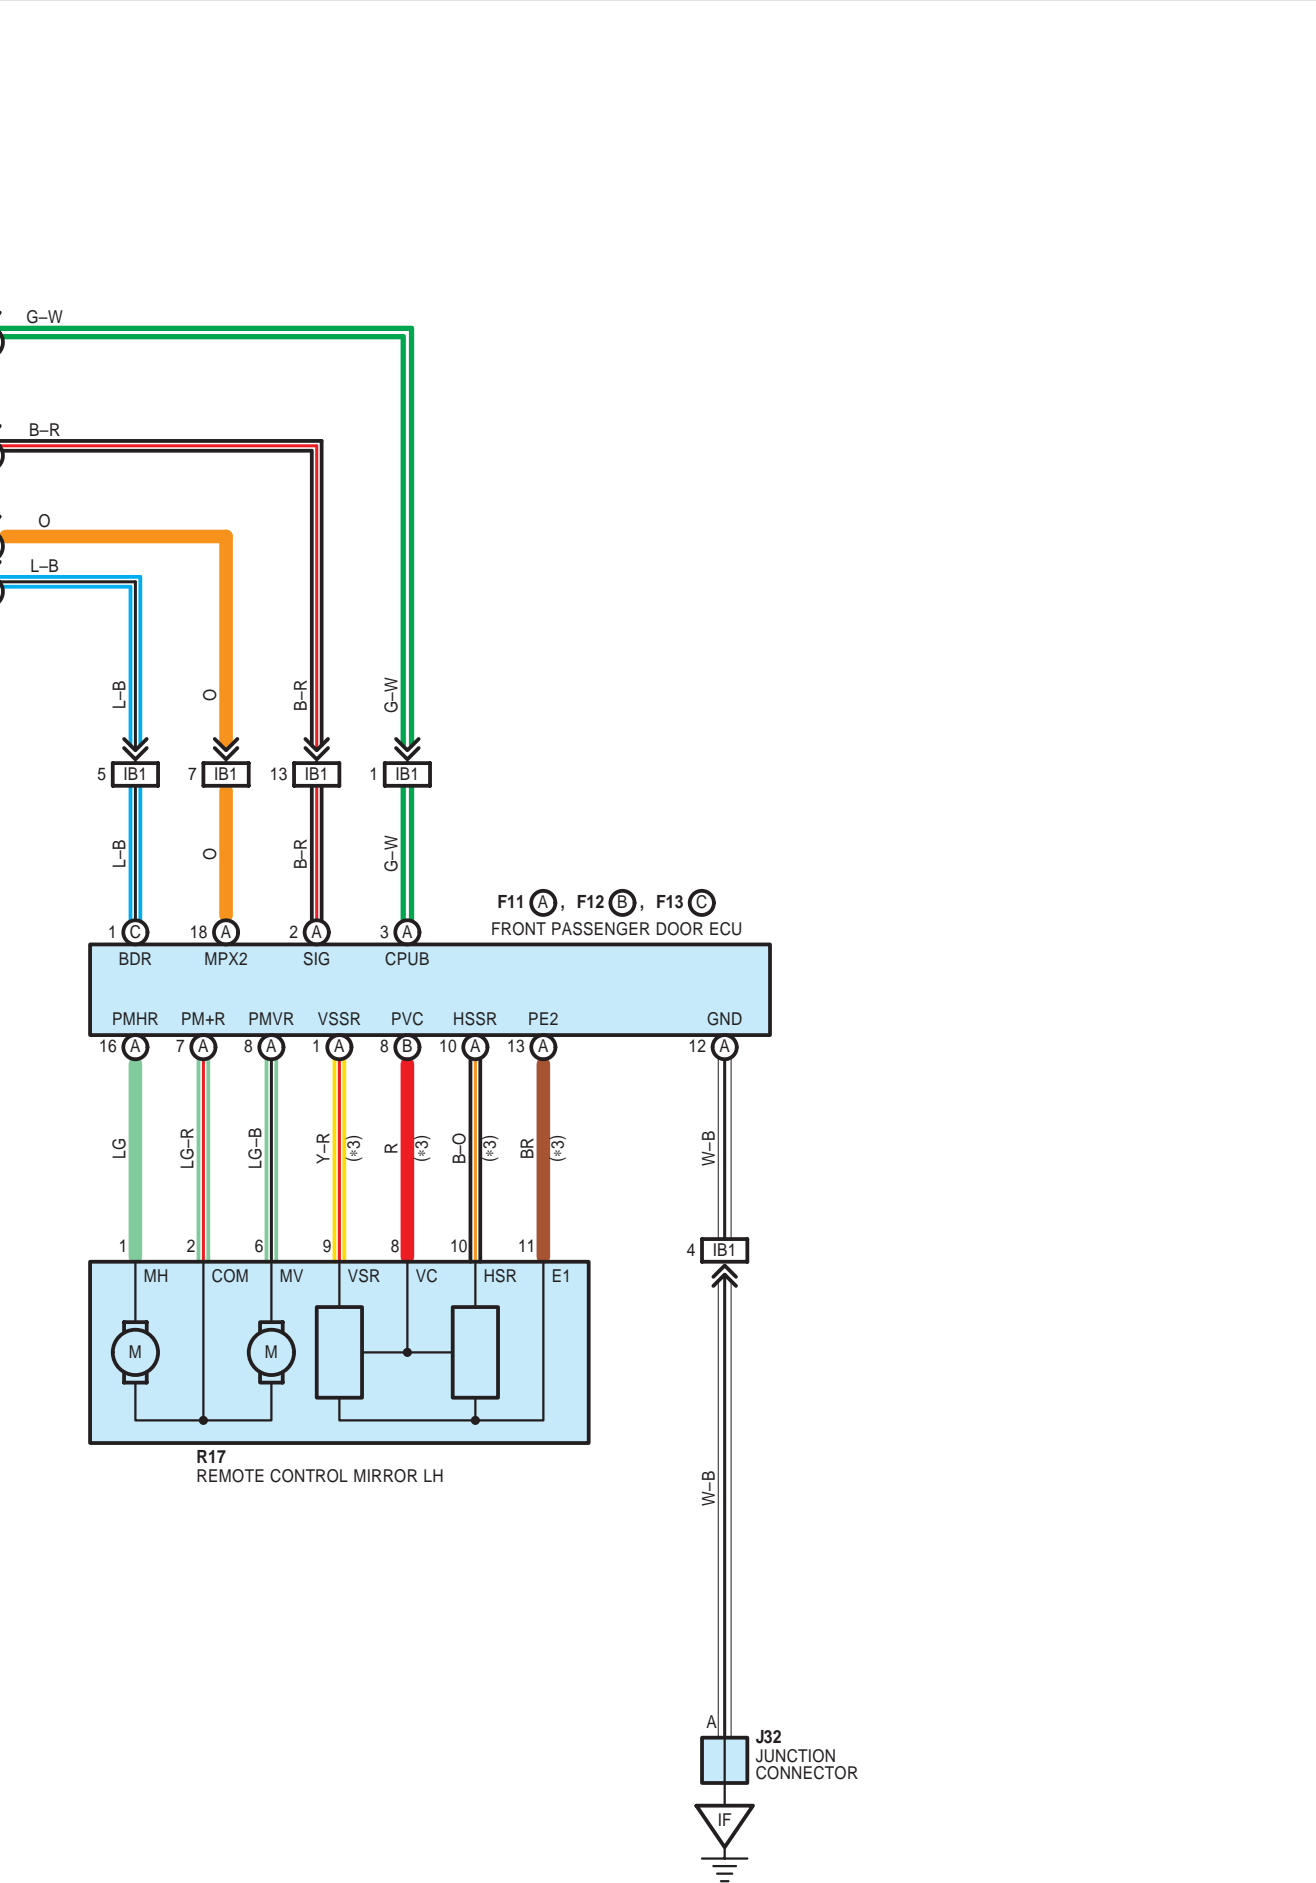 G–W
B–R
O
L–B
L–B O B–R G–W
5 IB1 7 IB1 13 IB1 1 IB1
L–B O B–R G–W
F11 A , F12 B , F13 C
FRONT PASSENGER DOOR ECU
1 C 18 A 2 A 3 A
BDR MPX2 SIG CPUB
PMHR PM+R PMVR VSSR PVC HSSR PE2 GND
16 A 7 A 8 A 1 A 8 B 10 A 13 A 12 A
LG LG–R LG–B Y–R (*3) R (*3) B–O (*3) BR (*3) W–B
1 2 6 9 8 10 11
4 IB1
MH COM MV VSR VC HSR E1
M M
R17
REMOTE CONTROL MIRROR LH
W–B
A
J32
JUNCTION
CONNECTOR
IF